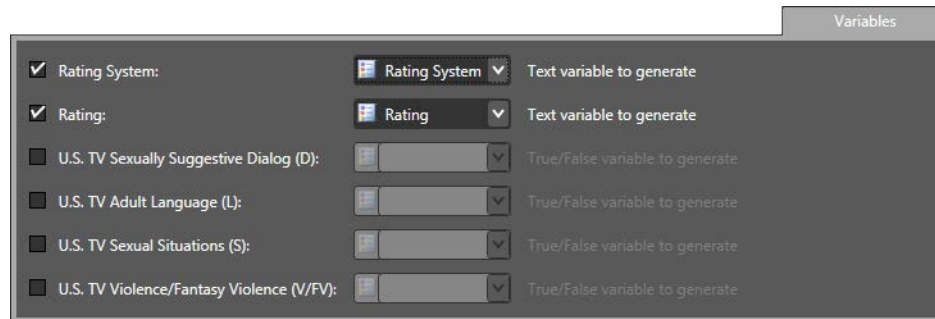 Variables
Rating System: Rating System Text variable to generate
Rating: Rating Text variable to generate
U.S. TV Sexually Suggestive Dialog (D): True/False variable to generate
U.S. TV Adult Language (L): True/False variable to generate
U.S. TV Sexual Situations (S): True/False variable to generate
U.S. TV Violence/Fantasy Violence (V/FV): True/False variable to generate